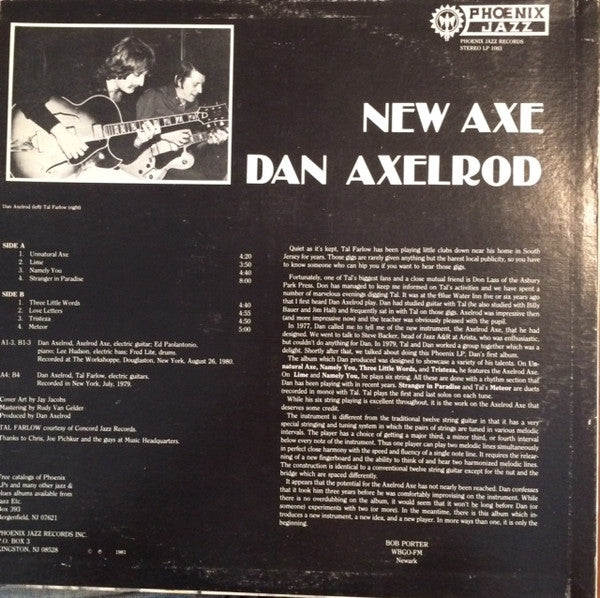 PHOENIX
JAZZ
PHOENIX JAZZ RECORDS
STEREO LP 1003
NEW AXE
DAN AXELROD
Dan Axelrod (left) Tal Farlow (right)
SIDE A
1. Unnatural Axe 4:20
2. Lime 3:50
3. Namely You 4:40
4. Stranger in Paradise 8:00
SIDE B
1. Three Little Words 4:40
2. Love Letters 4:55
3. Tristeza 4:50
4. Meteor 5:00
A1-3, B1-3 Dan Axelrod, Axelrod Axe, electric guitar; Ed Paolantonio,
piano; Lee Hudson, electric bass; Fred Lite, drums.
Recorded at The Workshoppe, Douglaston, New York, August 26, 1980.
A4; B4 Dan Axelrod, Tal Farlow, electric guitars.
Recorded in New York, July, 1979.
Cover Art by Jay Jacobs
Mastering by Rudy Van Gelder
Produced by Dan Axelrod
TAL FARLOW courtesy of Concord Jazz Records.
Thanks to Chris, Joe Pichkur and the guys at Music Headquarters.
Free catalogs of Phoenix
LPs and many other jazz &
blues albums available from
Jazz Etc.
Box 393
Bergenfield, NJ 07621
PHOENIX JAZZ RECORDS INC.
P.O. BOX 3
KINGSTON, NJ 08528 © ℗ 1981
Quiet as it's kept, Tal Farlow has been playing little clubs down near his home in South
Jersey for years. Those gigs are rarely given anything but the barest local publicity, so you have
to know someone who can hip you if you want to hear those gigs.
Fortunately, one of Tal's biggest fans and a close mutual friend is Don Lass of the Asbury
Park Press. Don has managed to keep me informed on Tal's activities and we have spent a
number of marvelous evenings digging Tal. It was at the Blue Water Inn five or six years ago
that I first heard Dan Axelrod play. Dan had studied guitar with Tal (he also studied with Billy
Bauer and Jim Hall) and frequently sat in with Tal on those gigs. The first axe was impressive then
(and more impressive now) and the teacher was obviously pleased with the pupil.
In 1977, Dan called me to tell me of the new instrument, the Axelrod Axe, that he had
designed. We went to talk to Steve Backer, head of Jazz A&R at Arista, who was enthusiastic,
but couldn't do anything for Dan. In 1979, Tal and Dan worked a group together which was a
delight. Shortly after that, we talked about doing this Phoenix LP, Dan's first album.
The album which Dan produced was designed to showcase a variety of his talents. On Un-
natural Axe, Namely You, Three Little Words, and Tristeza, he features the Axelrod Axe.
On Lime and Namely You, he plays six string. All these are done with a rhythm section that
Dan has been playing with in recent years. Stranger in Paradise and Tal's Meteor are duets
(recorded in mono) with Tal. Tal plays the first and last solos on each tune.
While his six string playing is excellent throughout, it is the work on the Axelrod Axe that
deserves some credit.
The instrument is different from the traditional twelve string guitar in that it has a very
special stringing and tuning system in which the pairs of strings are tuned in various melodic
intervals. The player has a choice of getting a major third, a minor third, or fourth interval
below every note of the instrument. Thus one player can play two melodic lines simultaneously
in perfect close harmony with the speed and fluency of a single note line. It requires the relearn-
ing of a new fingerboard and the ability to think of and hear two harmonized melodic lines.
The construction is identical to a conventional twelve string guitar except for the nut and the
bridge which are spaced differently.
It appears that the potential for the Axelrod Axe has not nearly been reached. Dan confesses
that it took him three years before he was comfortably improvising on the instrument. While
there is no overdubbing on the album, it would seem that it won't be long before Dan (or
someone) experiments with two (or more). In the meantime, there is this album which in-
troduces a new instrument, a new idea, and a new player. In more ways than one, it is only the
beginning.
BOB PORTER
WBGO-FM
Newark